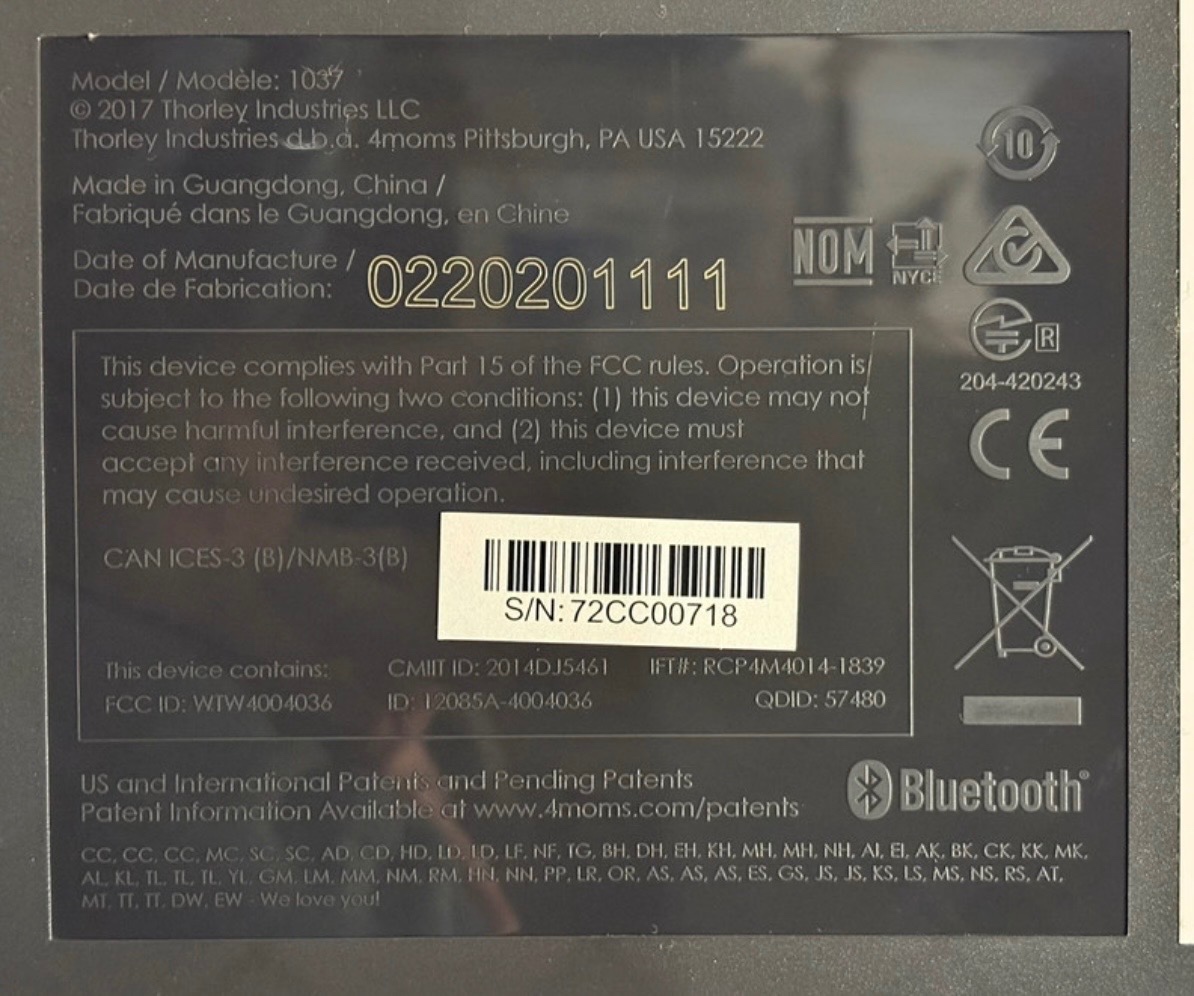 Model / Modèle: 1037
© 2017 Thorley Industries LLC
Thorley Industries d.b.a. 4moms Pittsburgh, PA USA 15222
Made in Guangdong, China /
Fabriqué dans le Guangdong, en Chine
Date of Manufacture /
Date de Fabrication:
0220201111
10
NOM
NYCE
R
204-420243
CE
This device complies with Part 15 of the FCC rules. Operation is
subject to the following two conditions: (1) this device may not
cause harmful interference, and (2) this device must
accept any interference received, including interference that
may cause undesired operation.
CAN ICES-3 (B)/NMB-3(B)
S/N: 72CC00718
This device contains: CMIIT ID: 2014DJ5461 IFT#: RCP4M4014-1839
FCC ID: WTW4004036 ID: 12085A-4004036 QDID: 57480
US and International Patents and Pending Patents
Patent Information Available at www.4moms.com/patents
Bluetooth®
CC, CC, CC, MC, SC, SC, AD, CD, HD, LD, LD, LF, NF, TG, BH, DH, EH, KH, MH, MH, NH, AI, EI, AK, BK, CK, KK, MK,
AL, KL, TL, TL, TL, YL, GM, LM, MM, NM, RM, HN, NN, PP, LR, OR, AS, AS, AS, ES, GS, JS, JS, KS, LS, MS, NS, RS, AT,
MT, TT, TT, DW, EW - We love you!